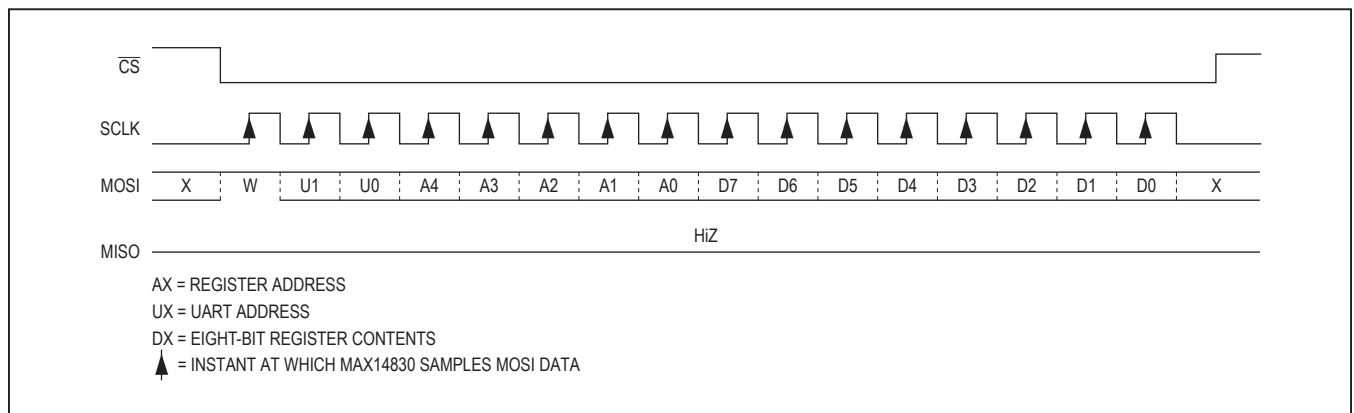 CS
SCLK
MOSI X W U1 U0 A4 A3 A2 A1 A0 D7 D6 D5 D4 D3 D2 D1 D0 X
HiZ
MISO
AX = REGISTER ADDRESS
UX = UART ADDRESS
DX = EIGHT-BIT REGISTER CONTENTS
= INSTANT AT WHICH MAX14830 SAMPLES MOSI DATA